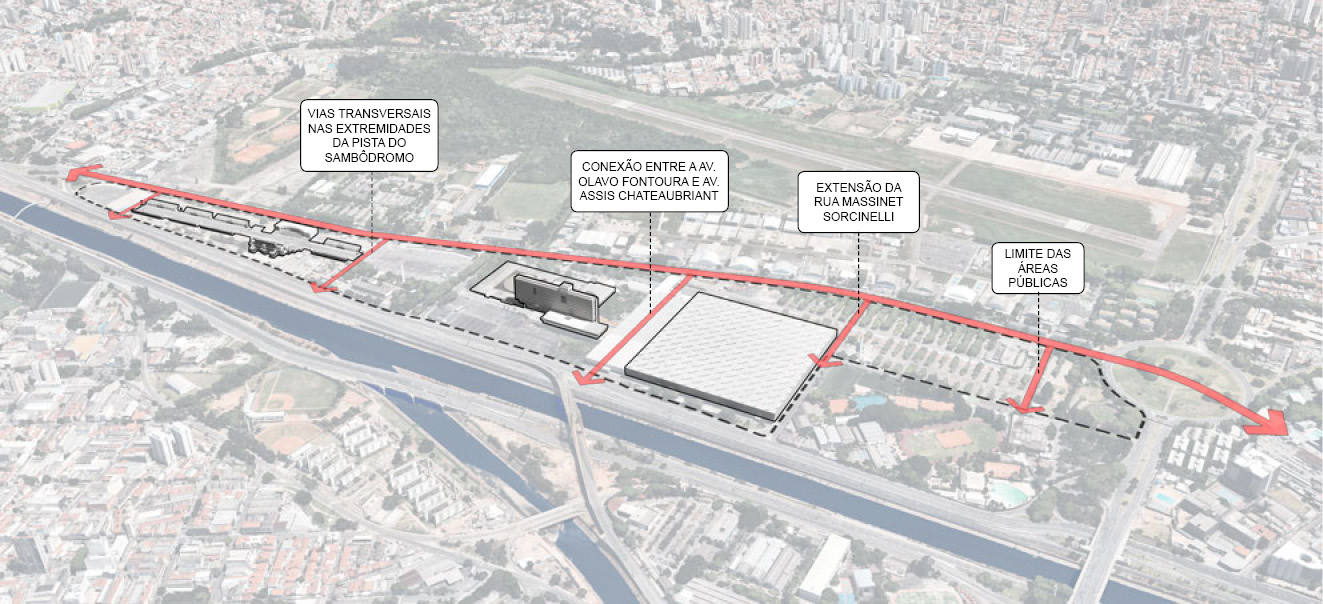 VIAS TRANSVERSAIS
NAS EXTREMIDADES
DA PISTA DO
SAMBÔDROMO
CONEXÃO ENTRE A AV.
OLAVO FONTOURA E AV.
ASSIS CHATEAUBRIANT
EXTENSÃO DA
RUA MASSINET
SORCINELLI
LIMITE DAS
ÁREAS
PÚBLICAS